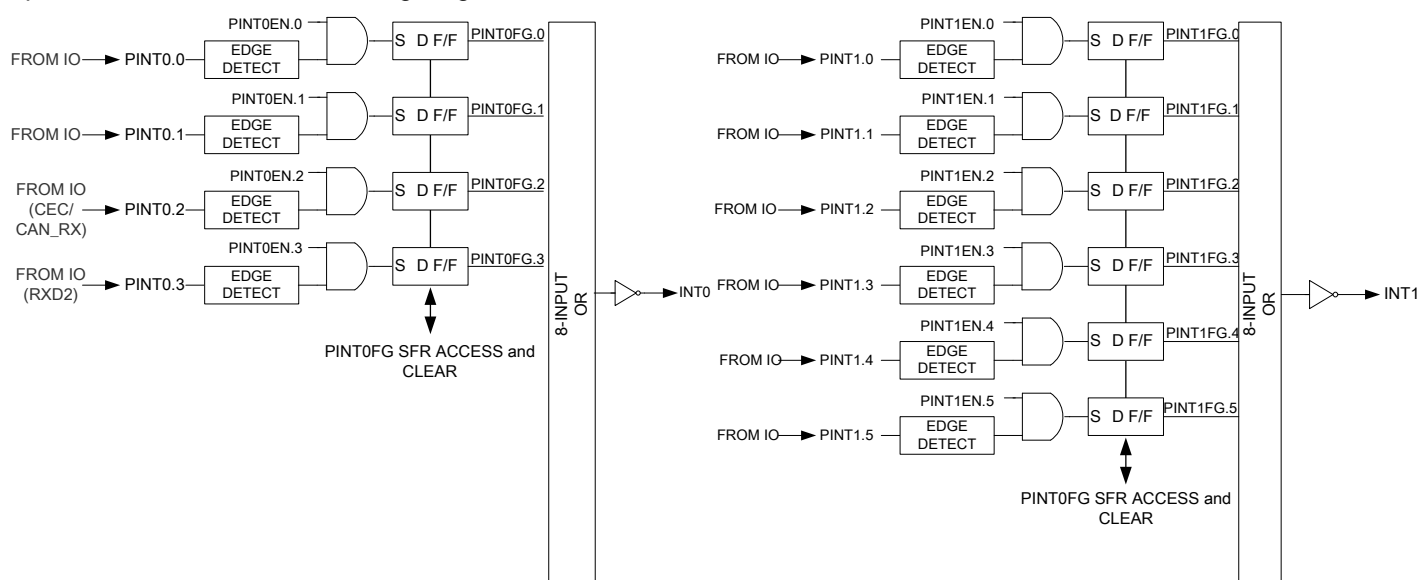 PINT0EN.0
S D F/F
PINT0FG.0
FROM IO
PINT0.0
EDGE
DETECT
PINT0EN.1
S D F/F
PINT0FG.1
FROM IO
PINT0.1
EDGE
DETECT
PINT0EN.2
S D F/F
PINT0FG.2
FROM IO
(CEC/
CAN_RX)
PINT0.2
EDGE
DETECT
PINT0EN.3
S D F/F
PINT0FG.3
FROM IO
(RXD2)
PINT0.3
EDGE
DETECT
PINT0FG SFR ACCESS and
CLEAR
8-INPUT
OR
INT0
PINT1EN.0
S D F/F
PINT1FG.0
FROM IO
PINT1.0
EDGE
DETECT
PINT1EN.1
S D F/F
PINT1FG.1
FROM IO
PINT1.1
EDGE
DETECT
PINT1EN.2
S D F/F
PINT1FG.2
FROM IO
PINT1.2
EDGE
DETECT
PINT1EN.3
S D F/F
PINT1FG.3
FROM IO
PINT1.3
EDGE
DETECT
PINT1EN.4
S D F/F
PINT1FG.4
FROM IO
PINT1.4
EDGE
DETECT
PINT1EN.5
S D F/F
PINT1FG.5
FROM IO
PINT1.5
EDGE
DETECT
PINT0FG SFR ACCESS and
CLEAR
8-INPUT
OR
INT1